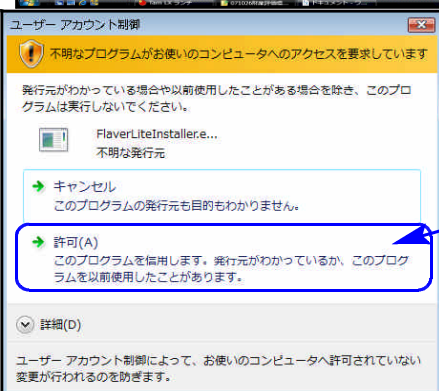 ユーザー アカウント制御
不明なプログラムがお使いのコンピュータへのアクセスを要求しています
発行元がわかっている場合や以前使用したことがある場合を除き、このプロ
グラムは実行しないでください。
FlaverLiteInstaller.e...
不明な発行元
キャンセル
このプログラムの発行元も目的もわかりません。
許可(A)
このプログラムを信用します。発行元がわかっているか、このプログ
ラムを以前使用したことがあります。
詳細(D)
ユーザー アカウント制御によって、お使いのコンピュータへ許可されていない
変更が行われるのを防ぎます。